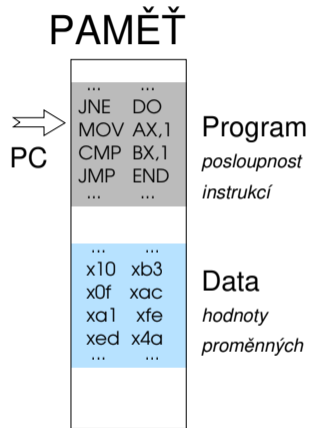 PAMĚŤ
... ...
JNE DO
MOV AX,1
CMP BX,1
JMP END
... ...
PC
Program
posloupnost
instrukcí
... ...
x10 xb3
x0f xac
xa1 xfe
xed x4a
... ...
Data
hodnoty
proměnných